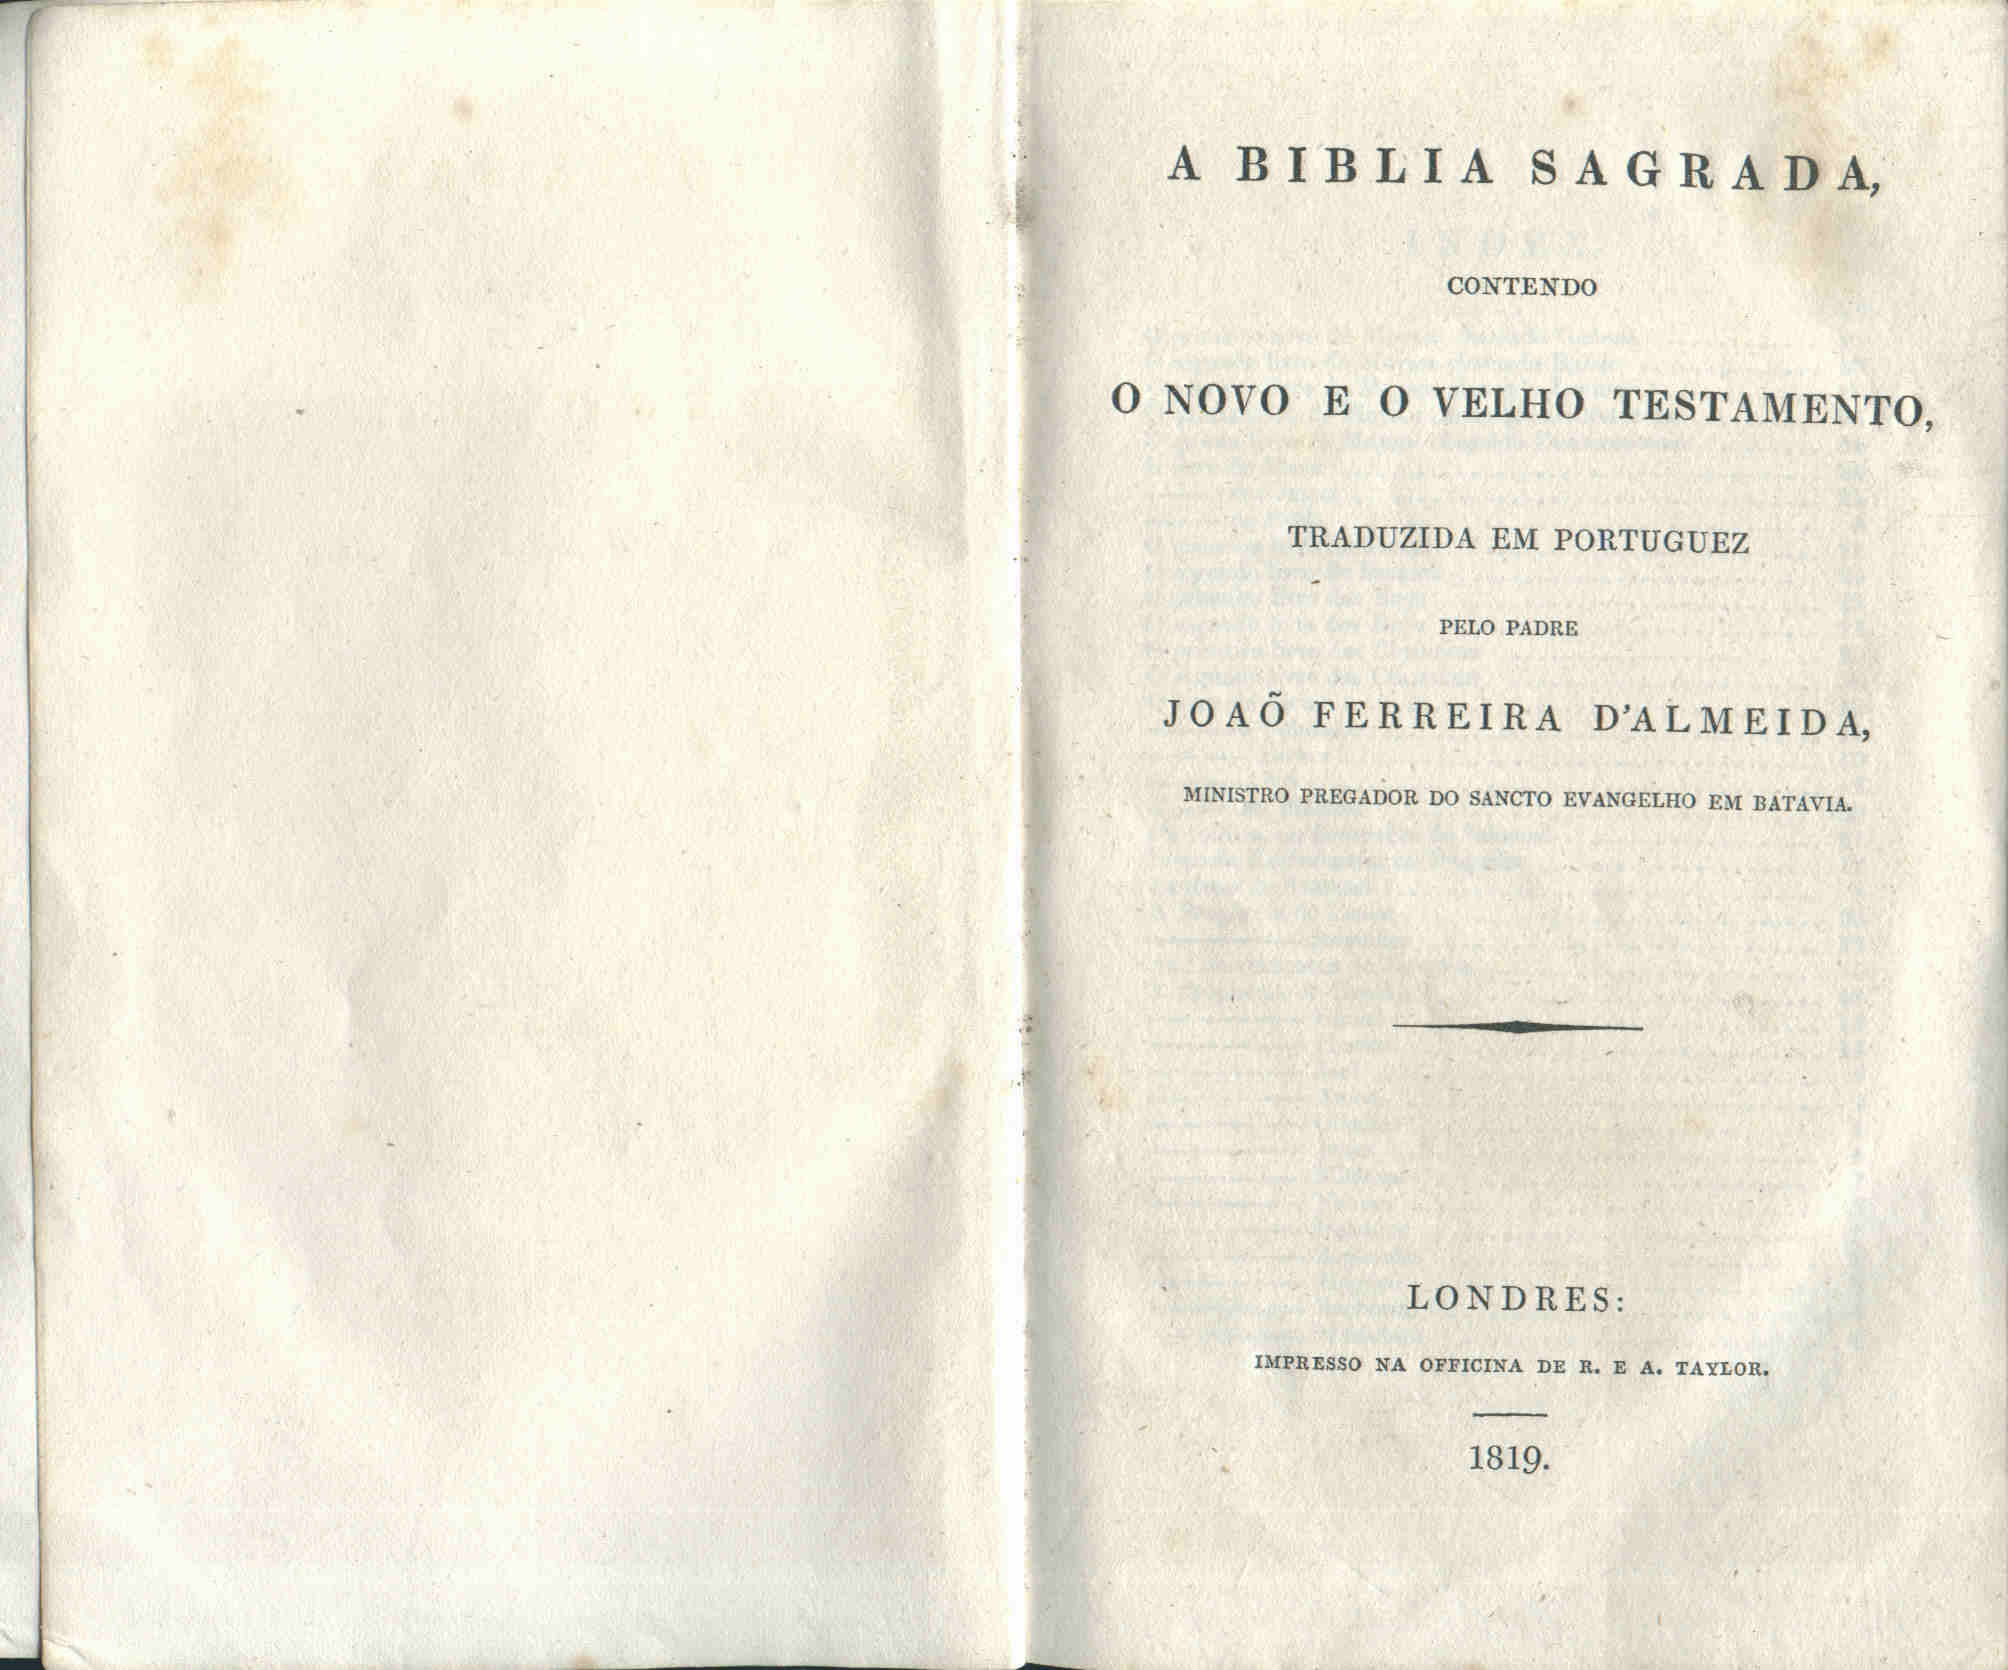 A BIBLIA SAGRADA,
CONTENDO
O NOVO E O VELHO TESTAMENTO,
TRADUZIDA EM PORTUGUEZ
PELO PADRE
JOAÕ FERREIRA D'ALMEIDA,
MINISTRO PREGADOR DO SANCTO EVANGELHO EM BATAVIA.
LONDRES:
IMPRESSO NA OFFICINA DE R. E A. TAYLOR.
1819.